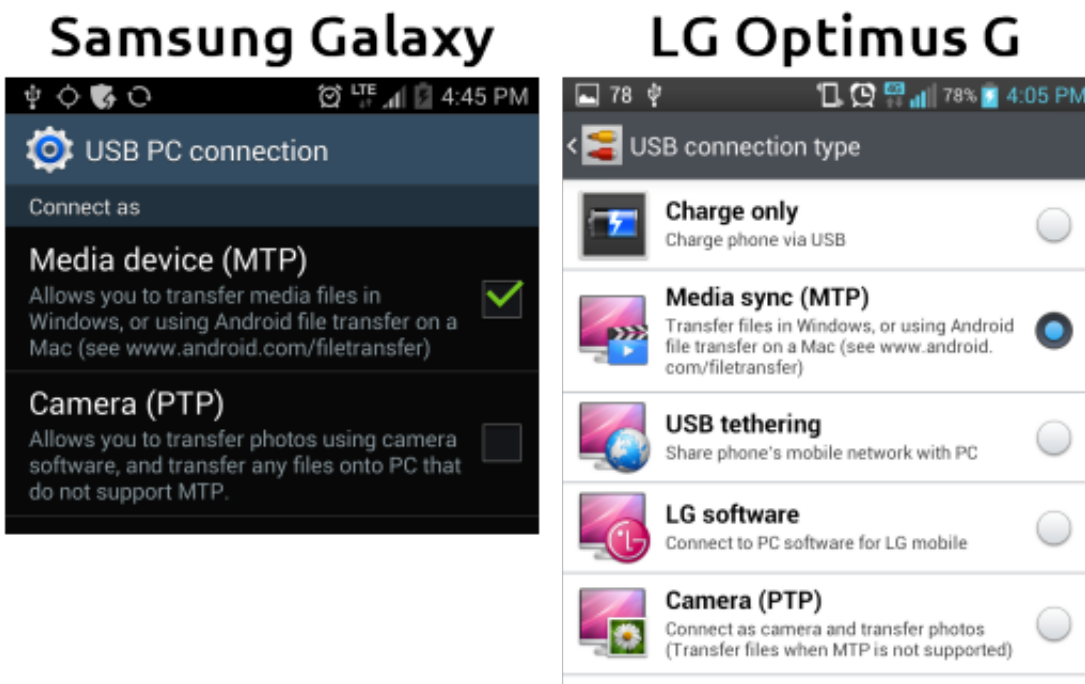 Samsung Galaxy
LTE 4:45 PM
USB PC connection
Connect as
Media device (MTP)
Allows you to transfer media files in
Windows, or using Android file transfer on a
Mac (see www.android.com/filetransfer)
Camera (PTP)
Allows you to transfer photos using camera
software, and transfer any files onto PC that
do not support MTP.
LG Optimus G
78 4G 78% 4:05 PM
USB connection type
Charge only
Charge phone via USB
Media sync (MTP)
Transfer files in Windows, or using Android
file transfer on a Mac (see www.android.
com/filetransfer)
USB tethering
Share phone's mobile network with PC
LG software
Connect to PC software for LG mobile
Camera (PTP)
Connect as camera and transfer photos
(Transfer files when MTP is not supported)